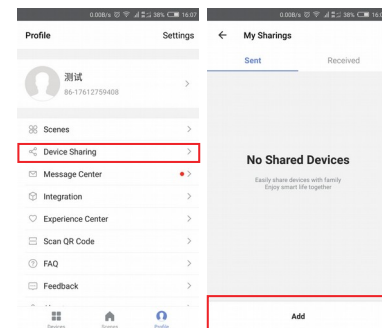 0.00B/s 38% 16:07
Profile
Settings
测试
86-17612759408
Scenes
Device Sharing
Message Center
Integration
Experience Center
Scan QR Code
FAQ
Feedback
Devices
Scenes
Profile
0.00B/s 38% 16:0
My Sharings
Sent
Received
No Shared Devices
Easily share devices with family
Enjoy smart life together
Add